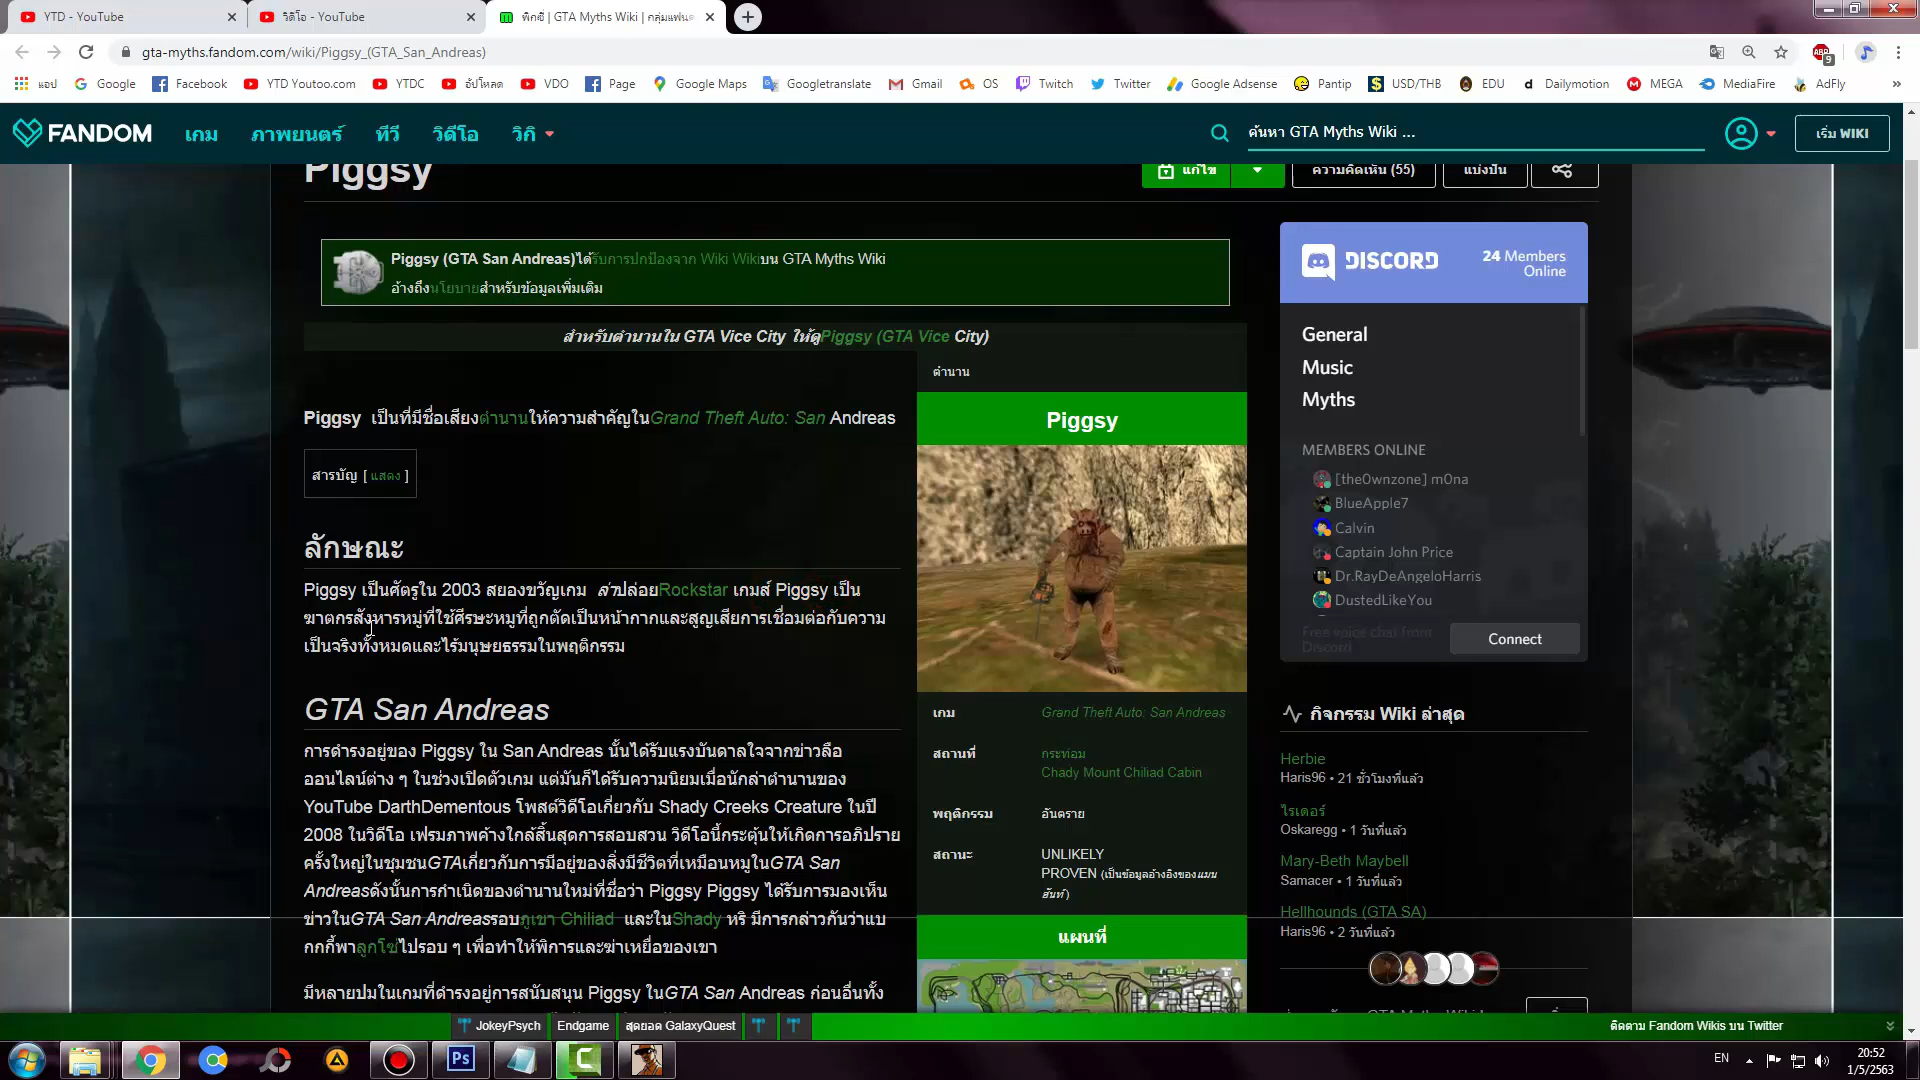 YTD - YouTube
วิดีโอ - YouTube
พิกซี่ | GTA Myths Wiki | กลุ่มแฟนด
gta-myths.fandom.com/wiki/Piggsy_(GTA_San_Andreas)
แอป Google Facebook YTD Youtoo.com YTDC อัปโหลด VDO Page Google Maps Googletranslate Gmail OS Twitch Twitter Google Adsense Pantip USD/THB EDU Dailymotion MEGA MediaFire AdFly »
FANDOM เกม ภาพยนตร์ ทีวี วิดีโอ วิกิ ค้นหา GTA Myths Wiki ... เริ่ม WIKI
Piggsy แก้ไข ความคิดเห็น (55) แบ่งปัน
Piggsy (GTA San Andreas)ได้รับการปกป้องจาก Wiki Wikiบน GTA Myths Wiki
อ้างถึงนโยบายสำหรับข้อมูลเพิ่มเติม
สำหรับตำนานใน GTA Vice City ให้ดูPiggsy (GTA Vice City)
Piggsy เป็นที่มีชื่อเสียงตำนานให้ความสำคัญในGrand Theft Auto: San Andreas
สารบัญ [ แสดง ]
ลักษณะ
Piggsy เป็นศัตรูใน 2003 สยองขวัญเกม ล่าปล่อยRockstar เกมส์ Piggsy เป็น
ฆาตกรสังหารหมู่ที่ใช้ศีรษะหมูที่ถูกตัดเป็นหน้ากากและสูญเสียการเชื่อมต่อกับความ
เป็นจริงทั้งหมดและไร้มนุษยธรรมในพฤติกรรม
GTA San Andreas
การดำรงอยู่ของ Piggsy ใน San Andreas นั้นได้รับแรงบันดาลใจจากข่าวลือ
ออนไลน์ต่าง ๆ ในช่วงเปิดตัวเกม แต่มันก็ได้รับความนิยมเมื่อนักล่าตำนานของ
YouTube DarthDementous โพสต์วิดีโอเกี่ยวกับ Shady Creeks Creature ในปี
2008 ในวิดีโอ เฟรมภาพค้างใกล้สิ้นสุดการสอบสวน วิดีโอนี้กระตุ้นให้เกิดการอภิปราย
ครั้งใหญ่ในชุมชนGTAเกี่ยวกับการมีอยู่ของสิ่งมีชีวิตที่เหมือนหมูในGTA San
Andreasดังนั้นการกำเนิดของตำนานใหม่ที่ชื่อว่า Piggsy Piggsy ได้รับการมองเห็น
ข่าวในGTA San Andreasรอบภูเขา Chiliad และในShady หริ มีการกล่าวกันว่าแบ
กกกี้พาลูกโซ่ไปรอบ ๆ เพื่อทำให้พิการและฆ่าเหยื่อของเขา
มีหลายปมในเกมที่ดำรงอยู่การสนับสนุน Piggsy ในGTA San Andreas ก่อนอื่นทั้ง
ตำนาน
Piggsy
เกม Grand Theft Auto: San Andreas
สถานที่ กระท่อม
Chady Mount Chiliad Cabin
พฤติกรรม อันตราย
สถานะ UNLIKELY
PROVEN (เป็นข้อมูลอ้างอิงของแมน
ฮันท์ )
แผนที่
DISCORD 24 Members
Online
General
Music
Myths
MEMBERS ONLINE
[the0wnzone] m0na
BlueApple7
Calvin
Captain John Price
Dr.RayDeAngeloHarris
DustedLikeYou
Free voice chat from
Discord
Connect
กิจกรรม Wiki ล่าสุด
Herbie
Haris96 • 21 ชั่วโมงที่แล้ว
ไรเดอร์
Oskaregg • 1 วันที่แล้ว
Mary-Beth Maybell
Samacer • 1 วันที่แล้ว
Hellhounds (GTA SA)
Haris96 • 2 วันที่แล้ว
JokeyPsych Endgame สุดยอด GalaxyQuest ติดตาม Fandom Wikis บน Twitter
EN
20:52
1/5/2563